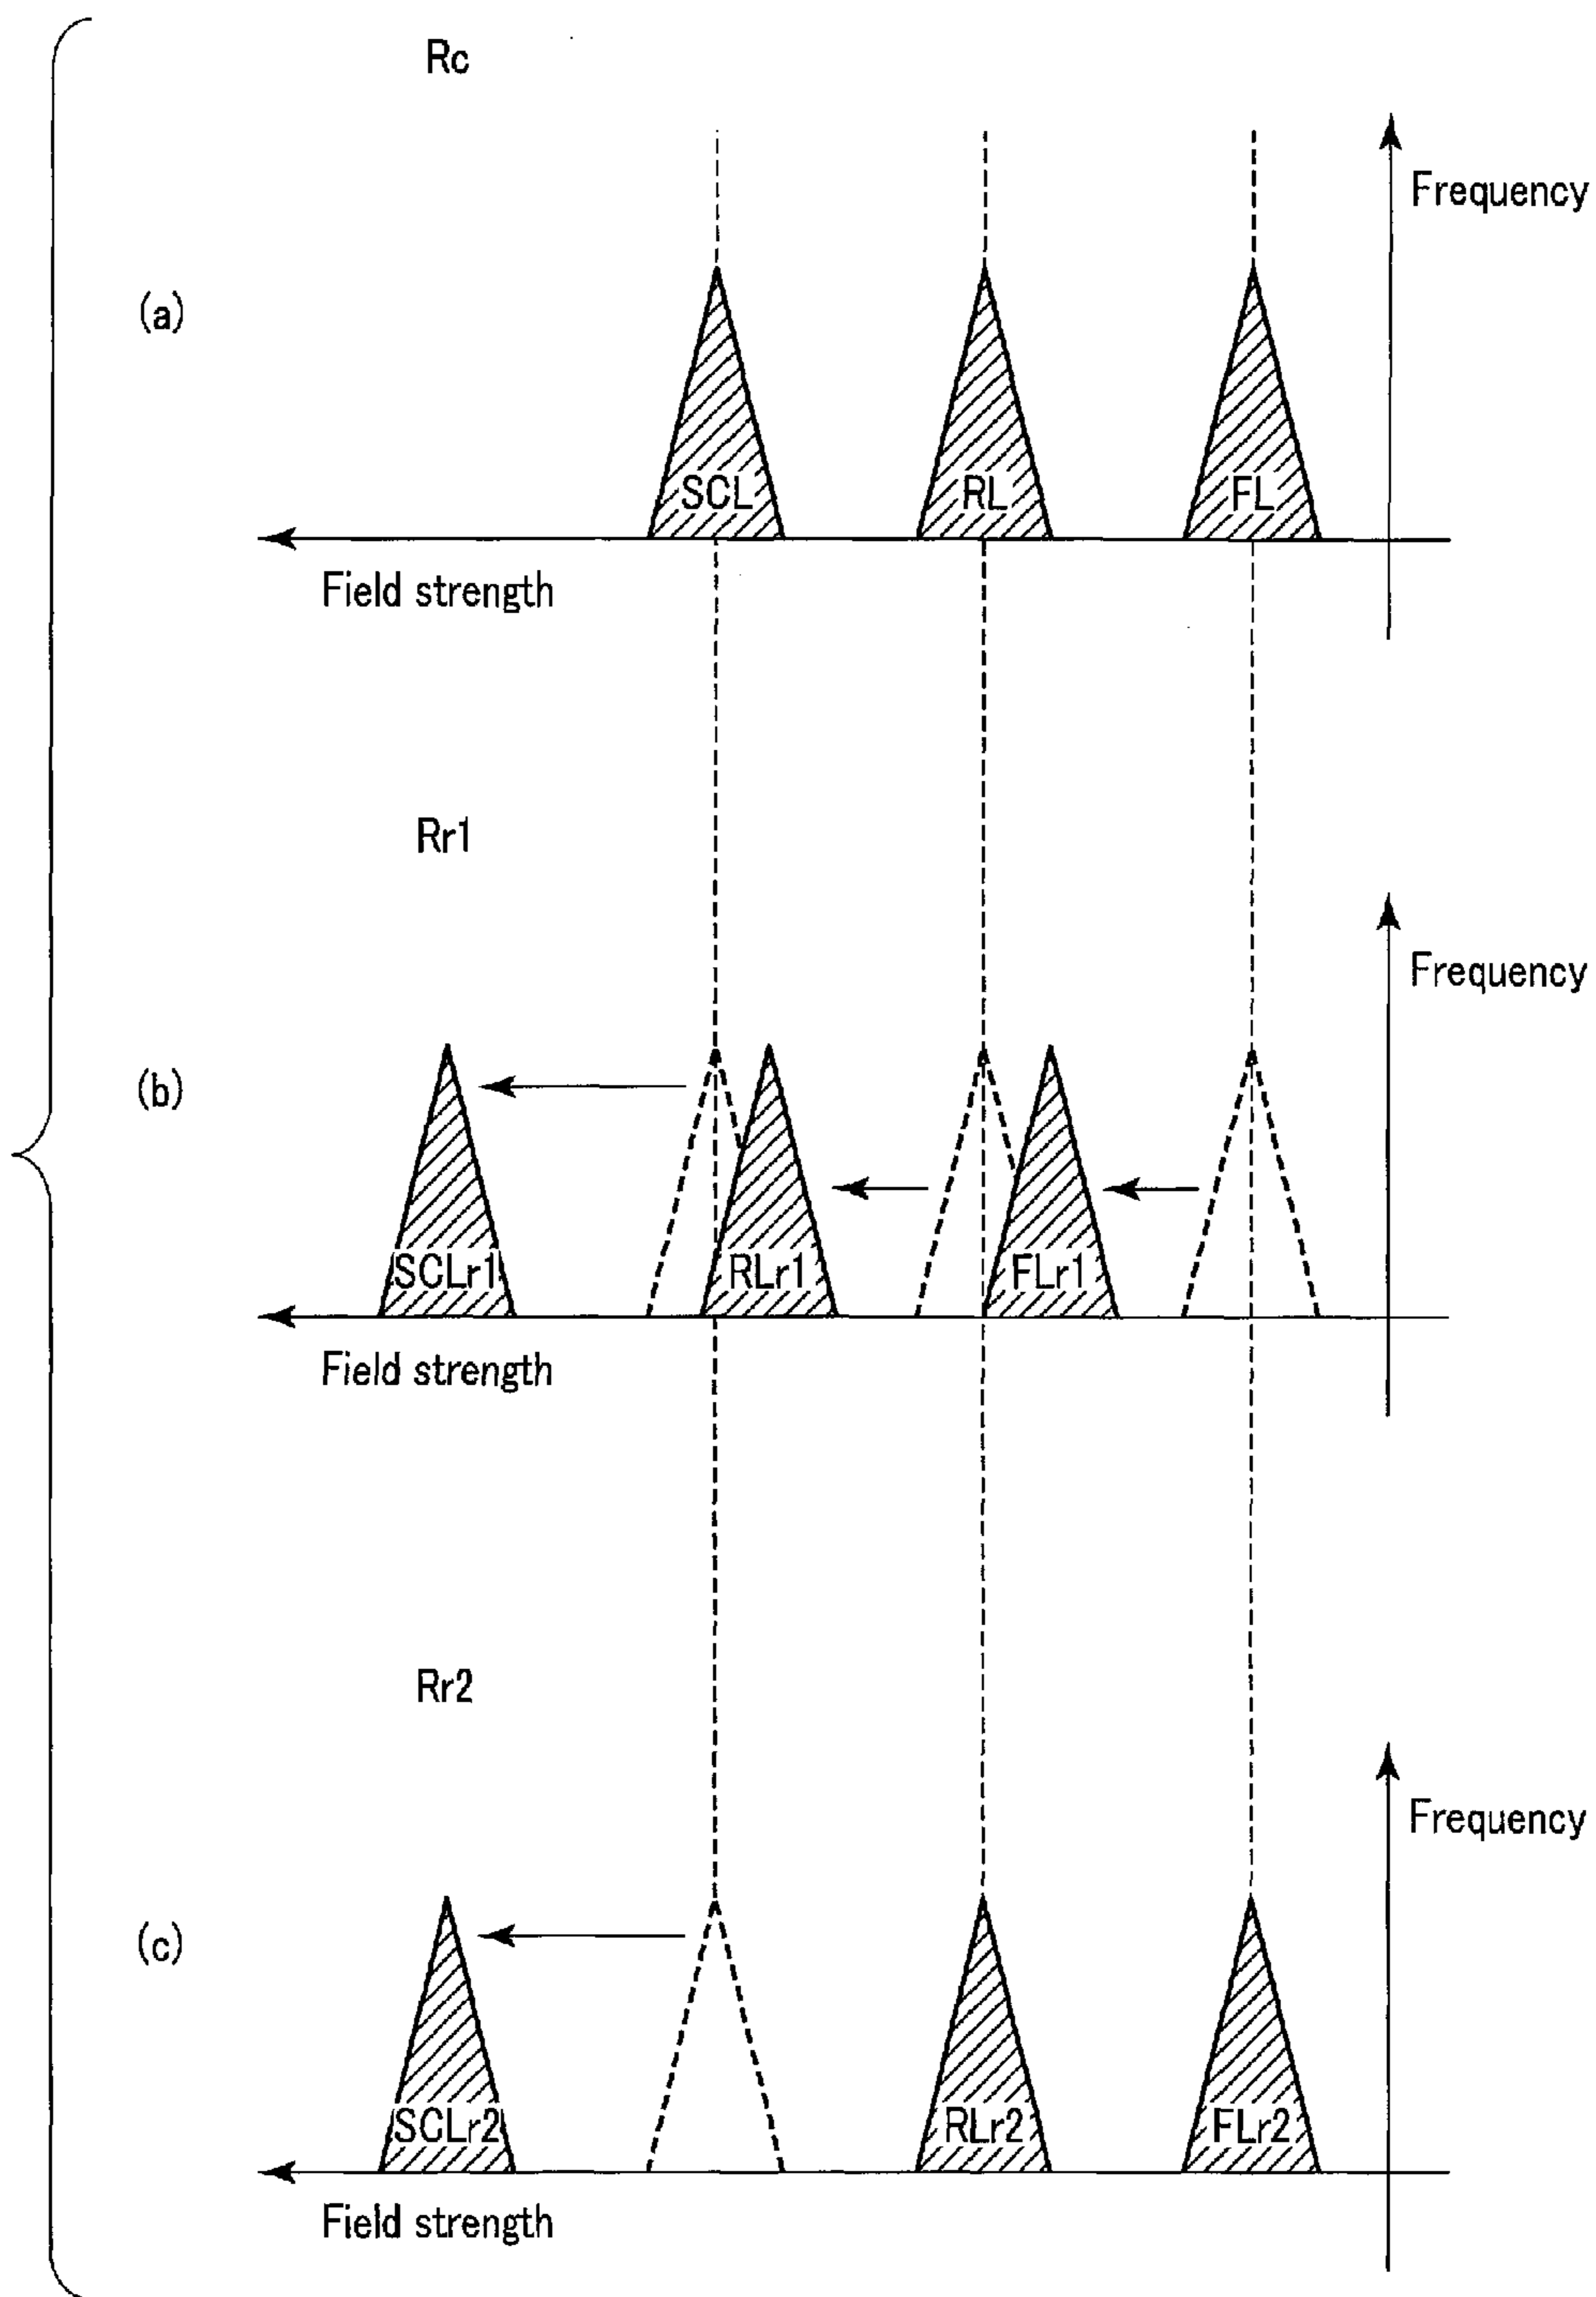 Rc
Frequency
(a)
SCL RL FL
Field strength
Rr1
Frequency
(b)
SCLr1 RLr1 FLr1
Field strength
Rr2
Frequency
(c)
SCLr2 RLr2 FLr2
Field strength